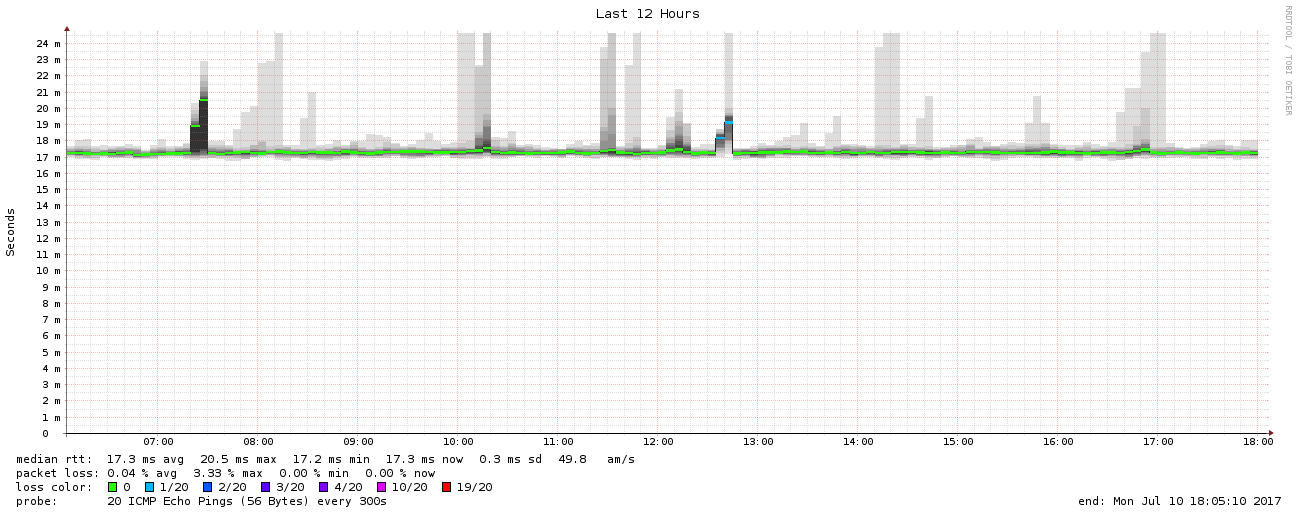 Last 12 Hours
RRDTOOL / TOBI OETIKER
Seconds
24 m
23 m
22 m
21 m
20 m
19 m
18 m
17 m
16 m
15 m
14 m
13 m
12 m
11 m
10 m
9 m
8 m
7 m
6 m
5 m
4 m
3 m
2 m
1 m
0
07:00 08:00 09:00 10:00 11:00 12:00 13:00 14:00 15:00 16:00 17:00 18:00
median rtt: 17.3 ms avg 20.5 ms max 17.2 ms min 17.3 ms now 0.3 ms sd 49.8 am/s
packet loss: 0.04 % avg 3.33 % max 0.00 % min 0.00 % now
loss color: 0 1/20 2/20 3/20 4/20 10/20 19/20
probe: 20 ICMP Echo Pings (56 Bytes) every 300s end: Mon Jul 10 18:05:10 2017